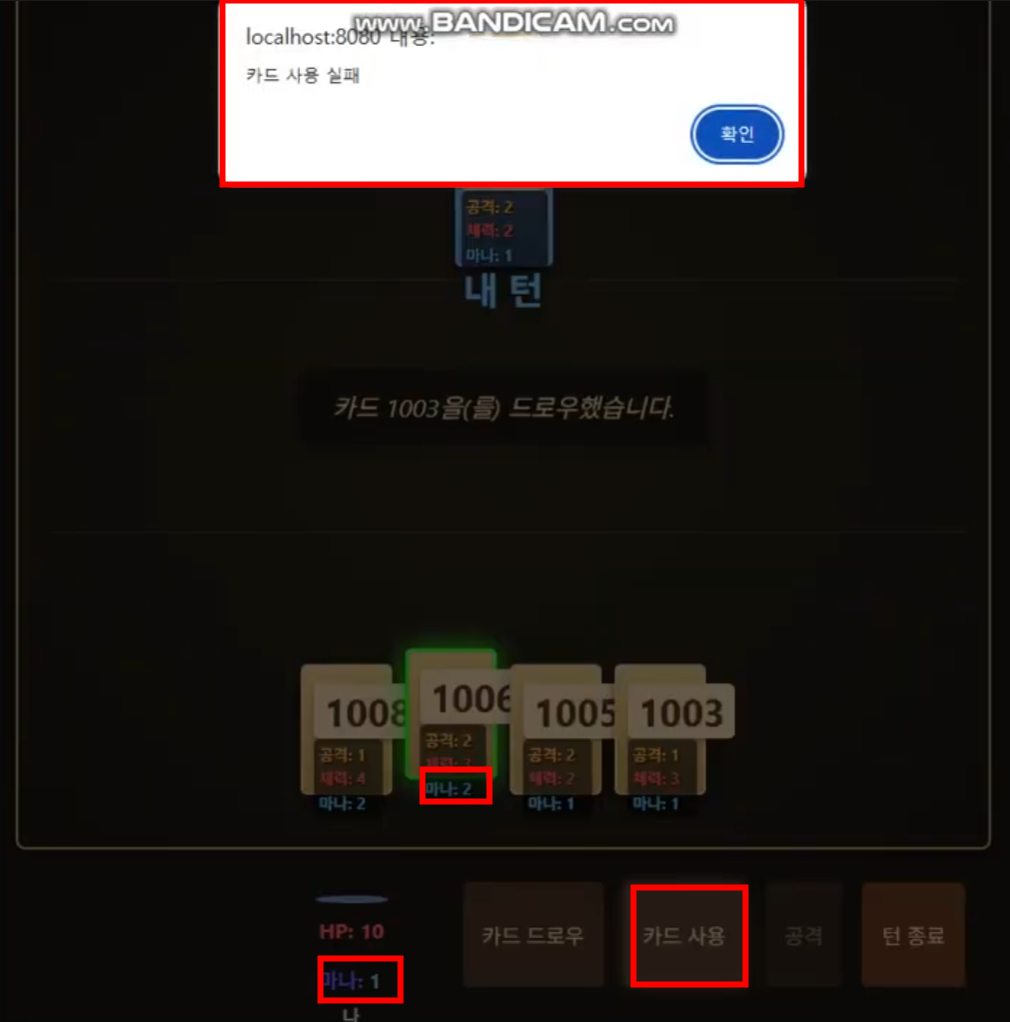 www.BANDICAM.com
localhost:8080 내용:
카드 사용 실패
확인
공격: 2
체력: 2
마나: 1
내 턴
카드 1003을(를) 드로우했습니다.
1008
공격: 1
체력: 4
마나: 2
1006
공격: 2
체력: 3
마나: 2
1005
공격: 2
체력: 2
마나: 1
1003
공격: 1
체력: 3
마나: 1
HP: 10
마나: 1
나
카드 드로우
카드 사용
공격
턴 종료